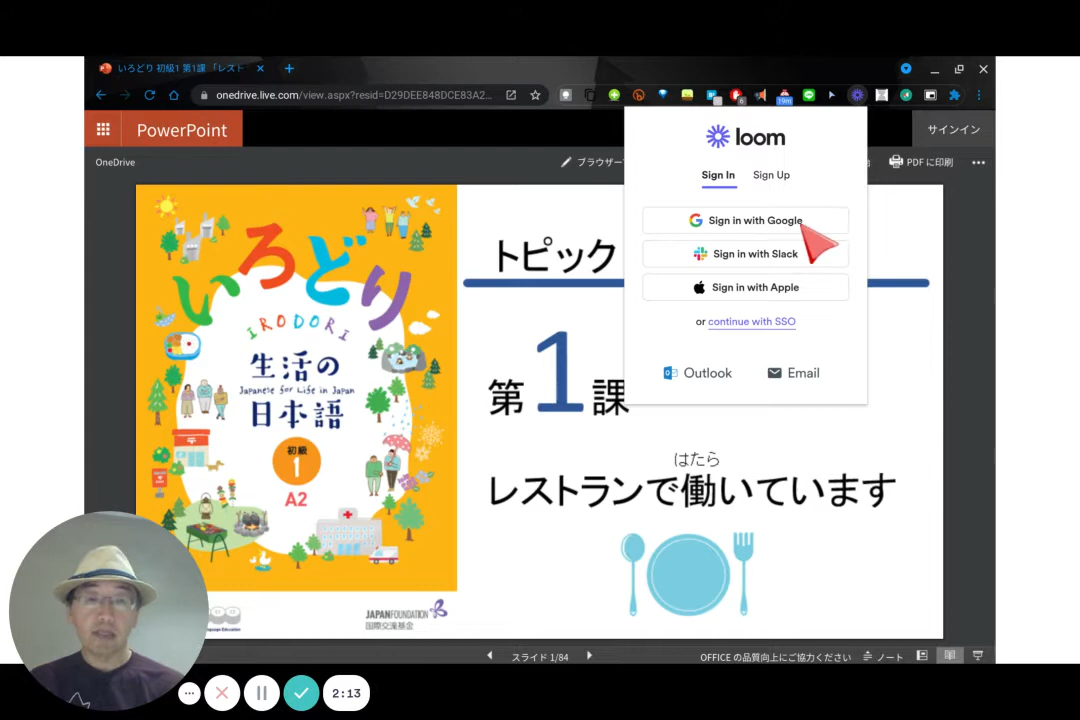 いろどり 初級1 第1課 「レスト
onedrive.live.com/view.aspx?resid=D29DEE848DCE83A2...
6
19m
PowerPoint
サインイン
OneDrive
ブラウザー
PDF に印刷
loom
Sign In
Sign Up
Sign in with Google
Sign in with Slack
Sign in with Apple
or continue with SSO
Outlook
Email
いろどり
IRODORI
生活の
Japanese for Life in Japan
日本語
初級
1
A2
トピック
第1課
はたら
レストランで働いています
JAPANFOUNDATION
国際交流基金
スライド 1/84
OFFICE の品質向上にご協力ください
ノート
2:13